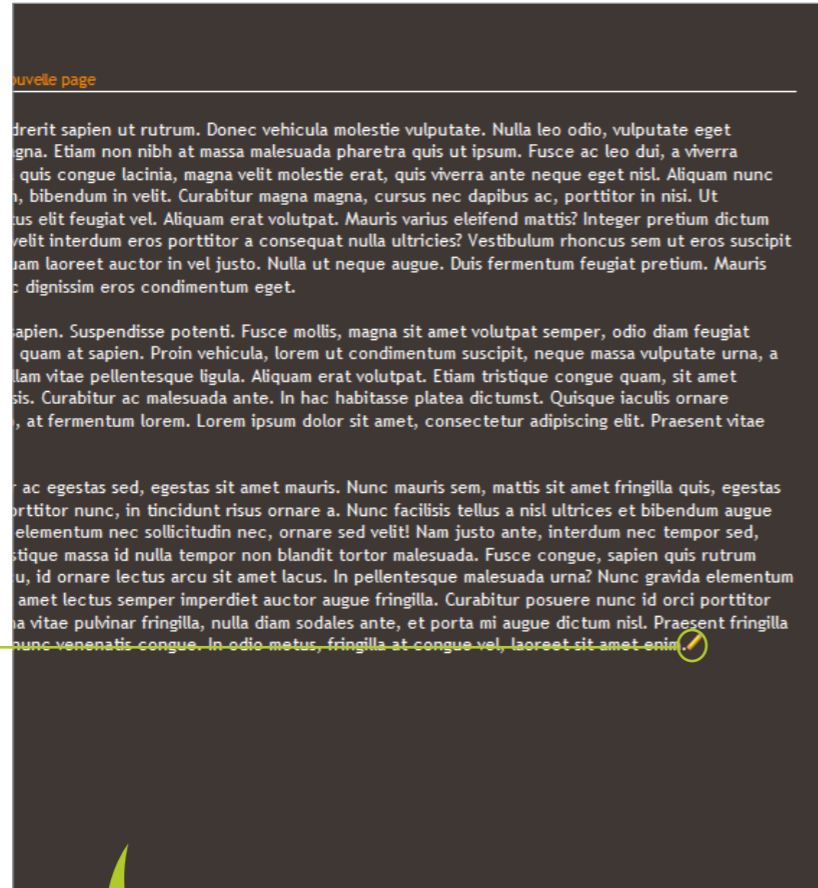 ouvelle page
drerit sapien ut rutrum. Donec vehicula molestie vulputate. Nulla leo odio, vulputate eget
gna. Etiam non nibh at massa malesuada pharetra quis ut ipsum. Fusce ac leo dui, a viverra
quis congue lacinia, magna velit molestie erat, quis viverra ante neque eget nisl. Aliquam nunc
, bibendum in velit. Curabitur magna magna, cursus nec dapibus ac, porttitor in nisi. Ut
us elit feugiat vel. Aliquam erat volutpat. Mauris varius eleifend mattis? Integer pretium dictum
velit interdum eros porttitor a consequat nulla ultricies? Vestibulum rhoncus sem ut eros suscipit
uam laoreet auctor in vel justo. Nulla ut neque augue. Duis fermentum feugiat pretium. Mauris
c dignissim eros condimentum eget.
sapien. Suspendisse potenti. Fusce mollis, magna sit amet volutpat semper, odio diam feugiat
quam at sapien. Proin vehicula, lorem ut condimentum suscipit, neque massa vulputate urna, a
llam vitae pellentesque ligula. Aliquam erat volutpat. Etiam tristique congue quam, sit amet
sis. Curabitur ac malesuada ante. In hac habitasse platea dictumst. Quisque iaculis ornare
, at fermentum lorem. Lorem ipsum dolor sit amet, consectetur adipiscing elit. Praesent vitae
r ac egestas sed, egestas sit amet mauris. Nunc mauris sem, mattis sit amet fringilla quis, egestas
orttitor nunc, in tincidunt risus ornare a. Nunc facilisis tellus a nisl ultrices et bibendum augue
elementum nec sollicitudin nec, ornare sed velit! Nam justo ante, interdum nec tempor sed,
stique massa id nulla tempor non blandit tortor malesuada. Fusce congue, sapien quis rutrum
u, id ornare lectus arcu sit amet lacus. In pellentesque malesuada urna? Nunc gravida elementum
amet lectus semper imperdiet auctor augue fringilla. Curabitur posuere nunc id orci porttitor
na vitae pulvinar fringilla, nulla diam sodales ante, et porta mi augue dictum nisl. Praesent fringilla
nunc venenatis congue. In odio metus, fringilla at congue vel, laoreet sit amet enim.